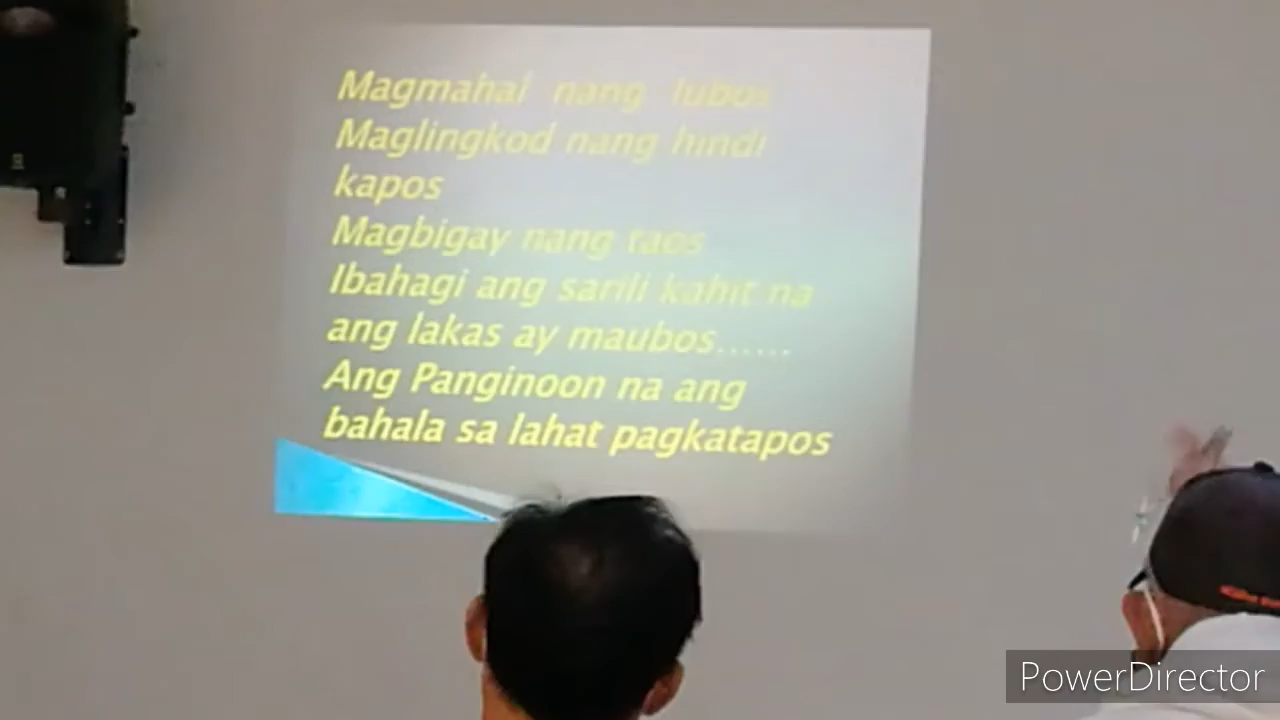 Magmahal nang lubos
Maglingkod nang hindi
kapos
Magbigay nang taos
Ibahagi ang sarili kahit na
ang lakas ay maubos......
Ang Panginoon na ang
bahala sa lahat pagkatapos
PowerDirector